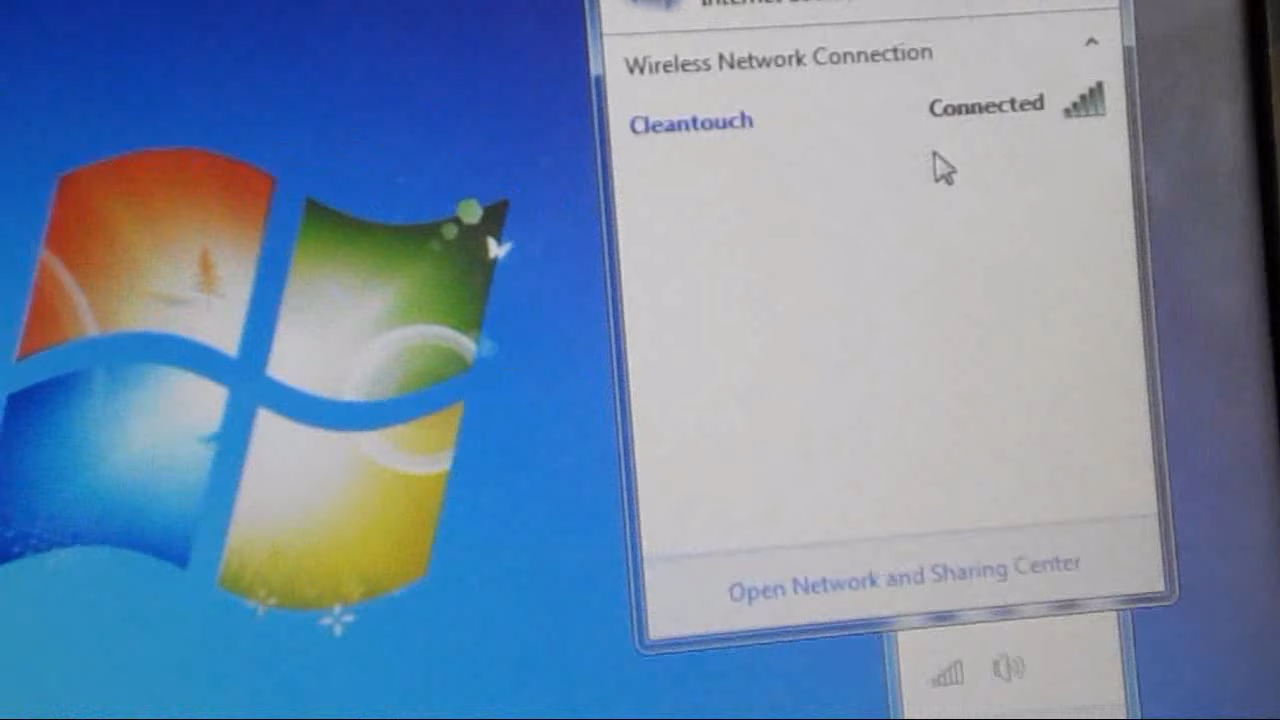 Wireless Network Connection
Cleantouch
Connected
Open Network and Sharing Center